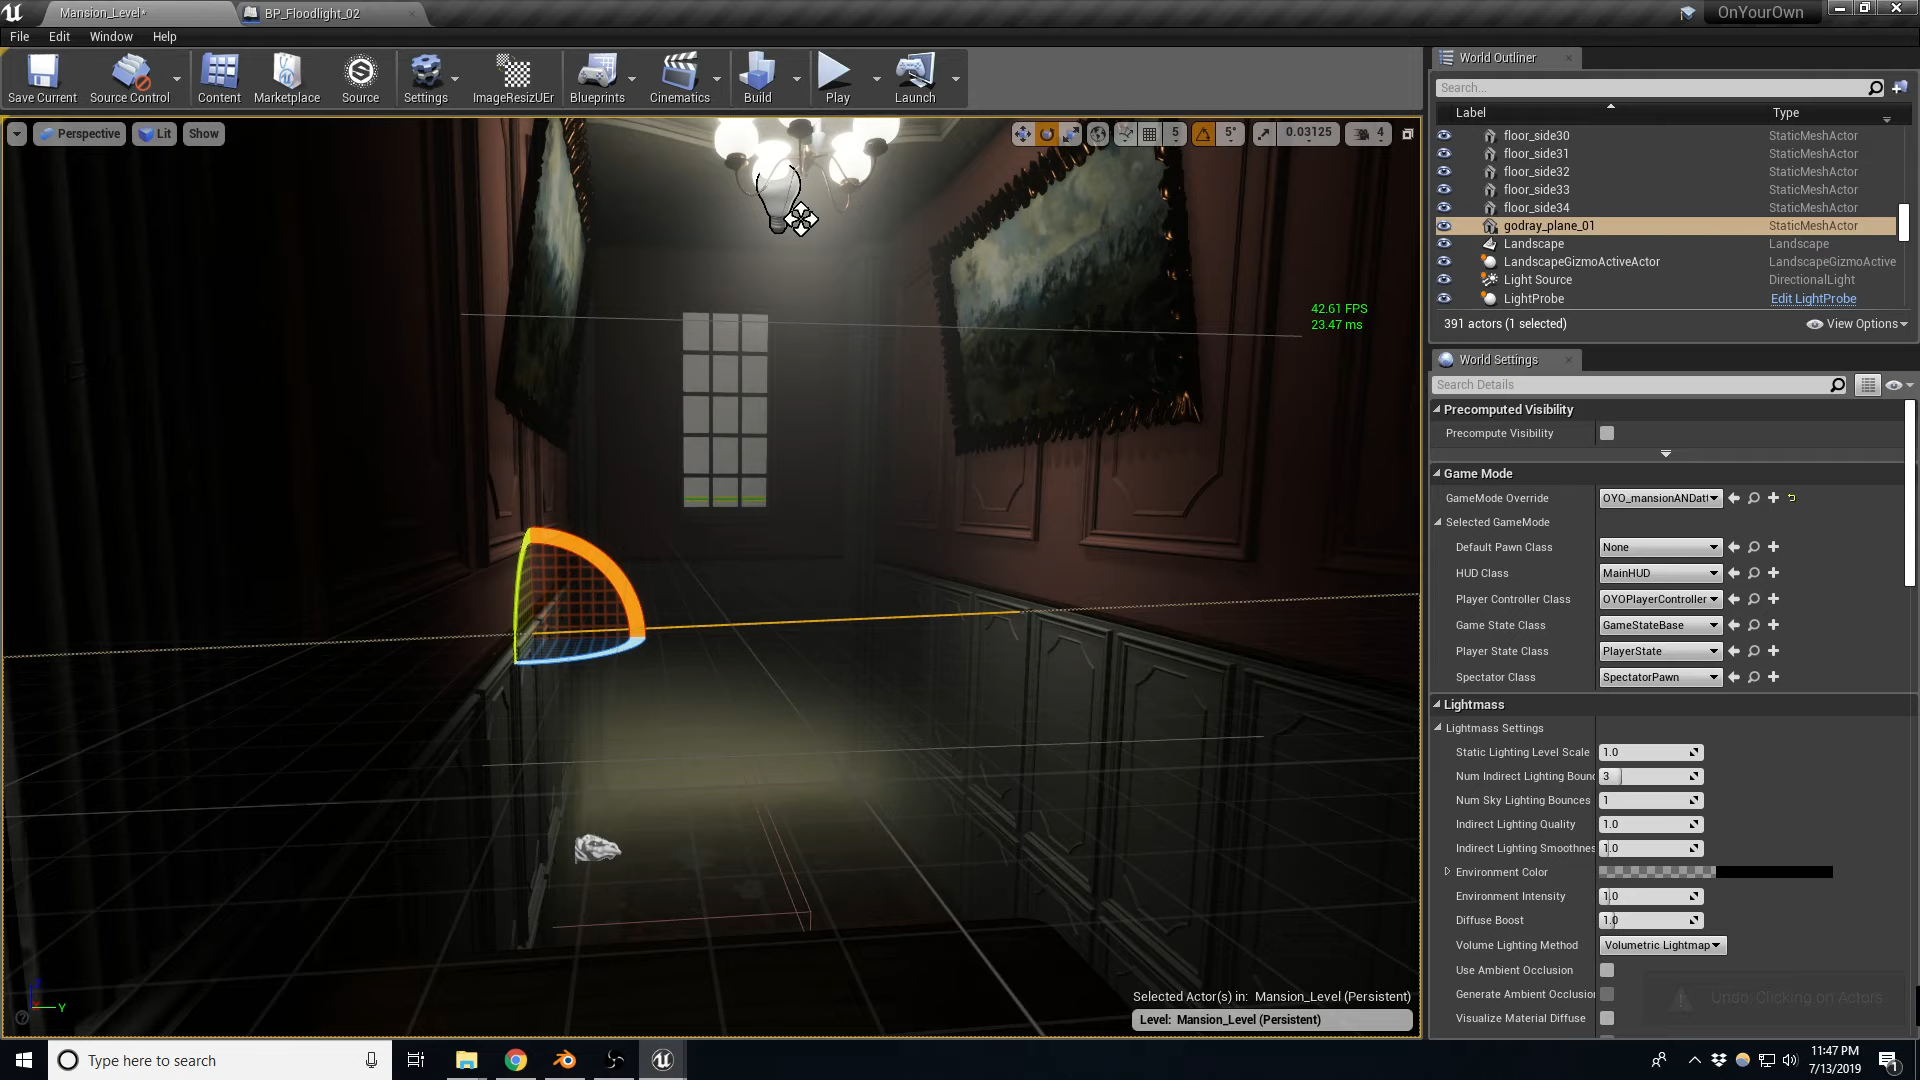 Mansion_Level*
BP_Floodlight_02
OnYourOwn
File Edit Window Help
Save Current
Source Control
Content
Marketplace
Source
Settings
ImageResizUEr
Blueprints
Cinematics
Build
Play
Launch
Perspective
Lit
Show
5
5°
0.03125
4
42.61 FPS
23.47 ms
Selected Actor(s) in: Mansion_Level (Persistent)
Level: Mansion_Level (Persistent)
Z
Y
World Outliner
Search...
Label Type
floor_side30 StaticMeshActor
floor_side31 StaticMeshActor
floor_side32 StaticMeshActor
floor_side33 StaticMeshActor
floor_side34 StaticMeshActor
godray_plane_01 StaticMeshActor
Landscape Landscape
LandscapeGizmoActiveActor LandscapeGizmoActive
Light Source DirectionalLight
LightProbe Edit LightProbe
391 actors (1 selected)
View Options
World Settings
Search Details
Precomputed Visibility
Precompute Visibility
Game Mode
GameMode Override OYO_mansionANDatt
Selected GameMode
Default Pawn Class None
HUD Class MainHUD
Player Controller Class OYOPlayerController
Game State Class GameStateBase
Player State Class PlayerState
Spectator Class SpectatorPawn
Lightmass
Lightmass Settings
Static Lighting Level Scale 1.0
Num Indirect Lighting Boun 3
Num Sky Lighting Bounces 1
Indirect Lighting Quality 1.0
Indirect Lighting Smoothnes 1.0
Environment Color
Environment Intensity 1.0
Diffuse Boost 1.0
Volume Lighting Method Volumetric Lightmap
Use Ambient Occlusion
Generate Ambient Occlusion
Visualize Material Diffuse
Undo: Clicking on Actors
Type here to search
11:47 PM
7/13/2019
1